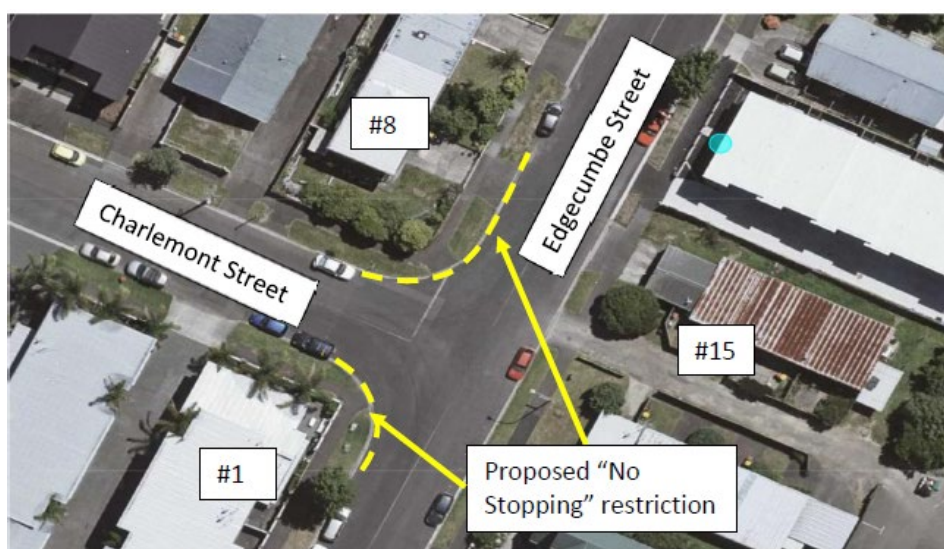 #8
Edgecumbe Street
Charlemont Street
#15
#1
Proposed “No
Stopping” restriction